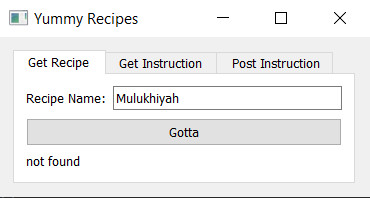 Yummy Recipes
Get Recipe Get Instruction Post Instruction
Recipe Name: Mulukhiyah
Gotta
not found